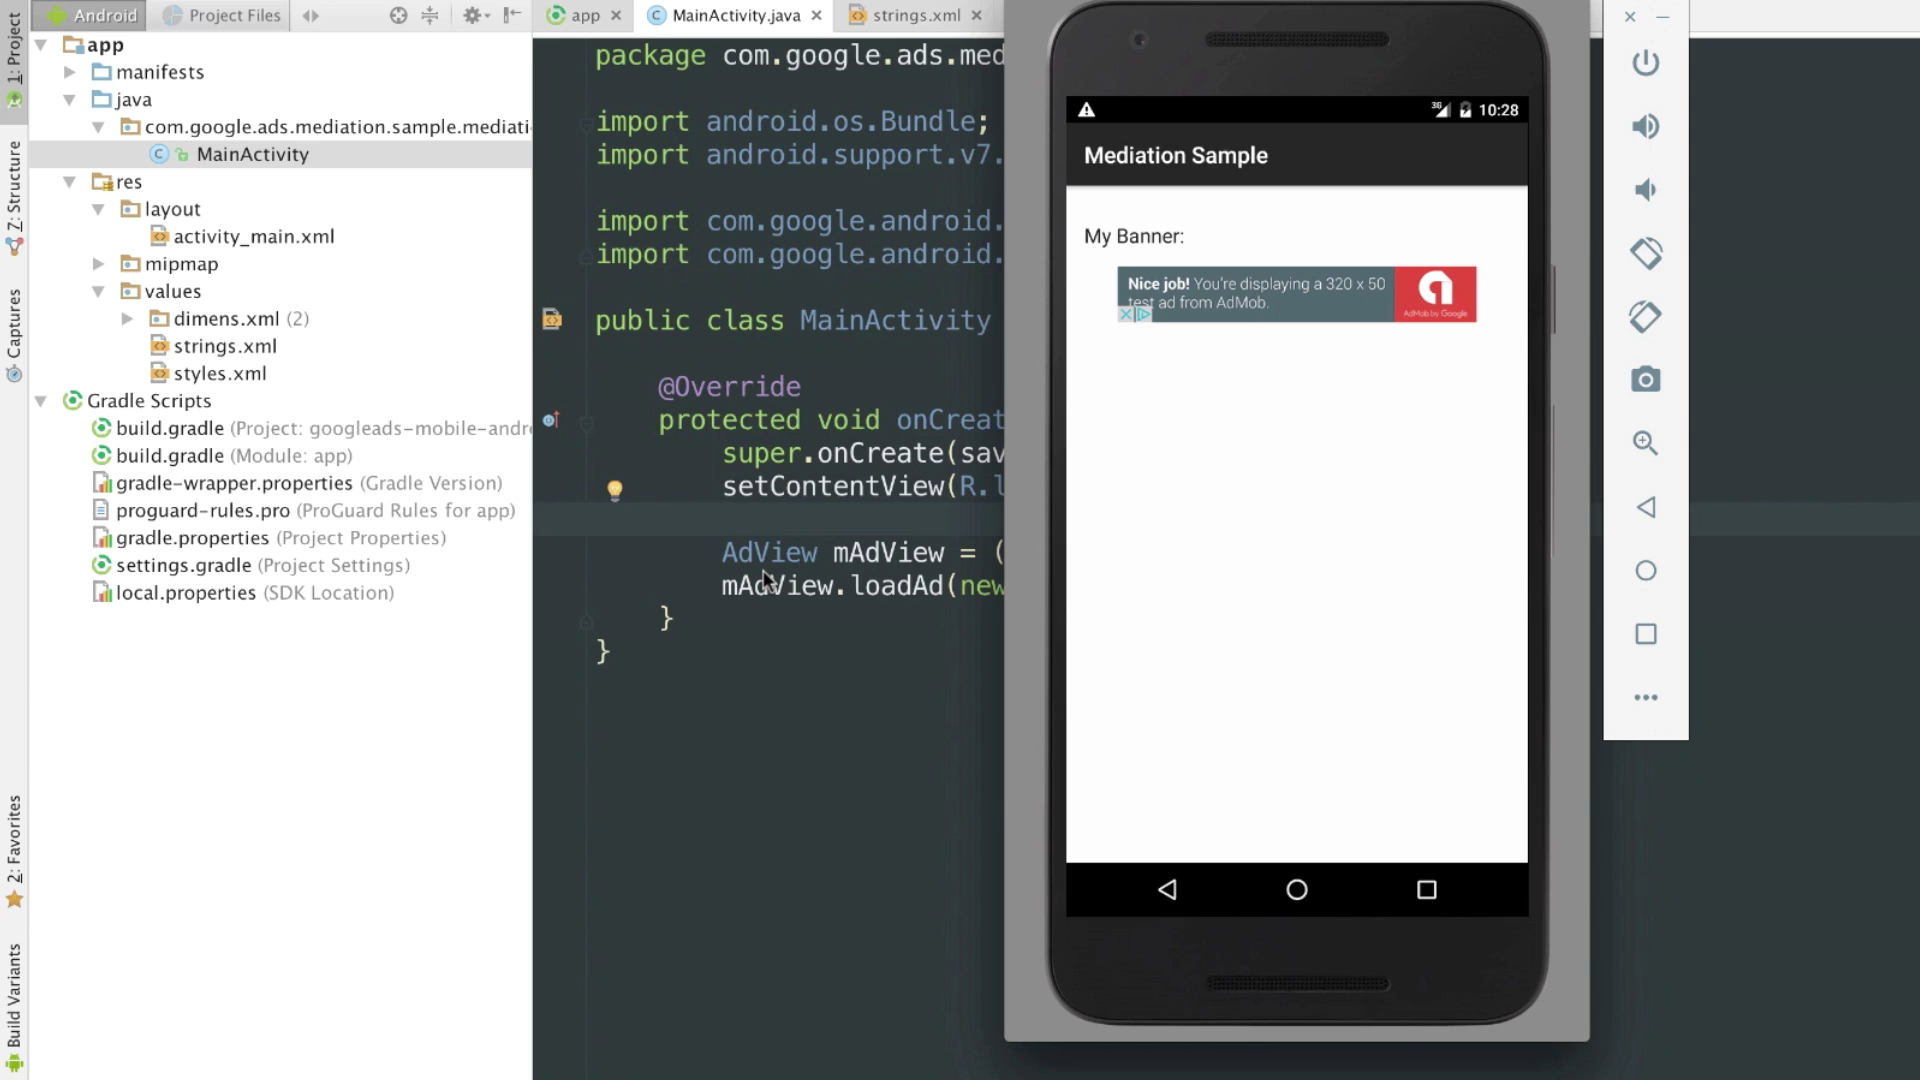 1: Project
Z: Structure
Captures
2: Favorites
Build Variants
Android
Project Files
app
manifests
java
com.google.ads.mediation.sample.mediati
MainActivity
res
layout
activity_main.xml
mipmap
values
dimens.xml (2)
strings.xml
styles.xml
Gradle Scripts
build.gradle (Project: googleads-mobile-andr
build.gradle (Module: app)
gradle-wrapper.properties (Gradle Version)
proguard-rules.pro (ProGuard Rules for app)
gradle.properties (Project Properties)
settings.gradle (Project Settings)
local.properties (SDK Location)
app
MainActivity.java
strings.xml
package com.google.ads.med
import android.os.Bundle;
import android.support.v7.
import com.google.android.
import com.google.android.
public class MainActivity
@Override
protected void onCreat
super.onCreate(sav
setContentView(R.l
AdView mAdView = (
mAdView.loadAd(new
}
}
3G
10:28
Mediation Sample
My Banner:
Nice job! You're displaying a 320 x 50
test ad from AdMob.
AdMob by Google